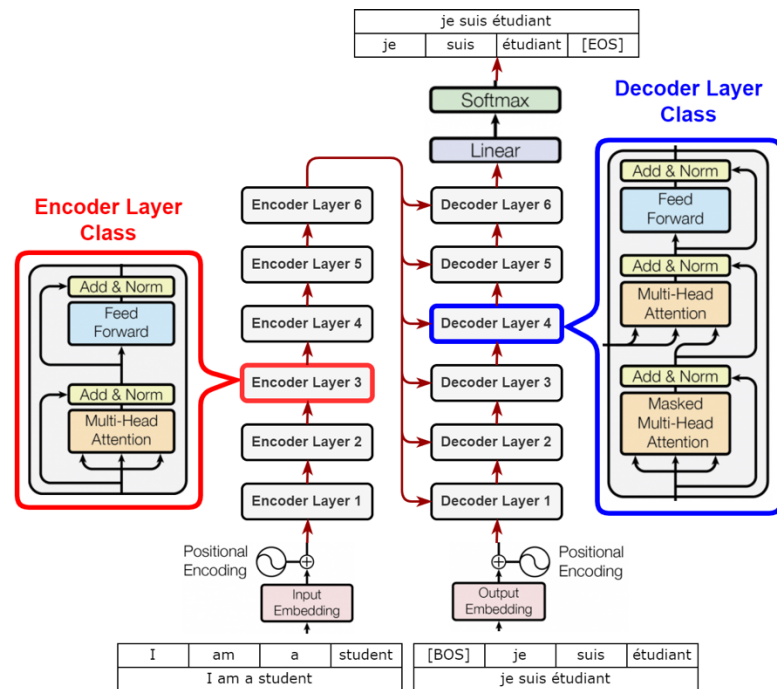 je suis étudiant
je suis étudiant [EOS]
Softmax
Linear
Decoder Layer
Class
Encoder Layer
Class
Add & Norm
Feed
Forward
Add & Norm
Multi-Head
Attention
Encoder Layer 6
Encoder Layer 5
Encoder Layer 4
Encoder Layer 3
Encoder Layer 2
Encoder Layer 1
Decoder Layer 6
Decoder Layer 5
Decoder Layer 4
Decoder Layer 3
Decoder Layer 2
Decoder Layer 1
Add & Norm
Feed
Forward
Add & Norm
Multi-Head
Attention
Add & Norm
Masked
Multi-Head
Attention
Positional
Encoding
Input
Embedding
Positional
Encoding
Output
Embedding
I am a student
I am a student
[BOS] je suis étudiant
je suis étudiant